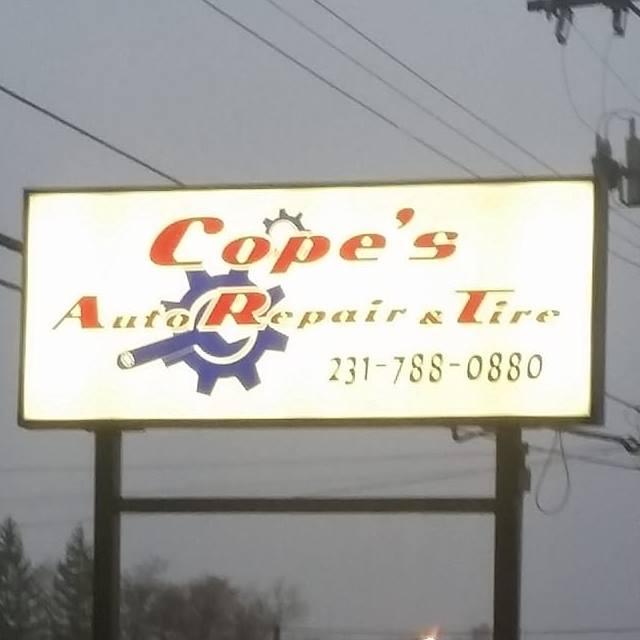 Cope's
Auto Repair & Tire
231-788-0880